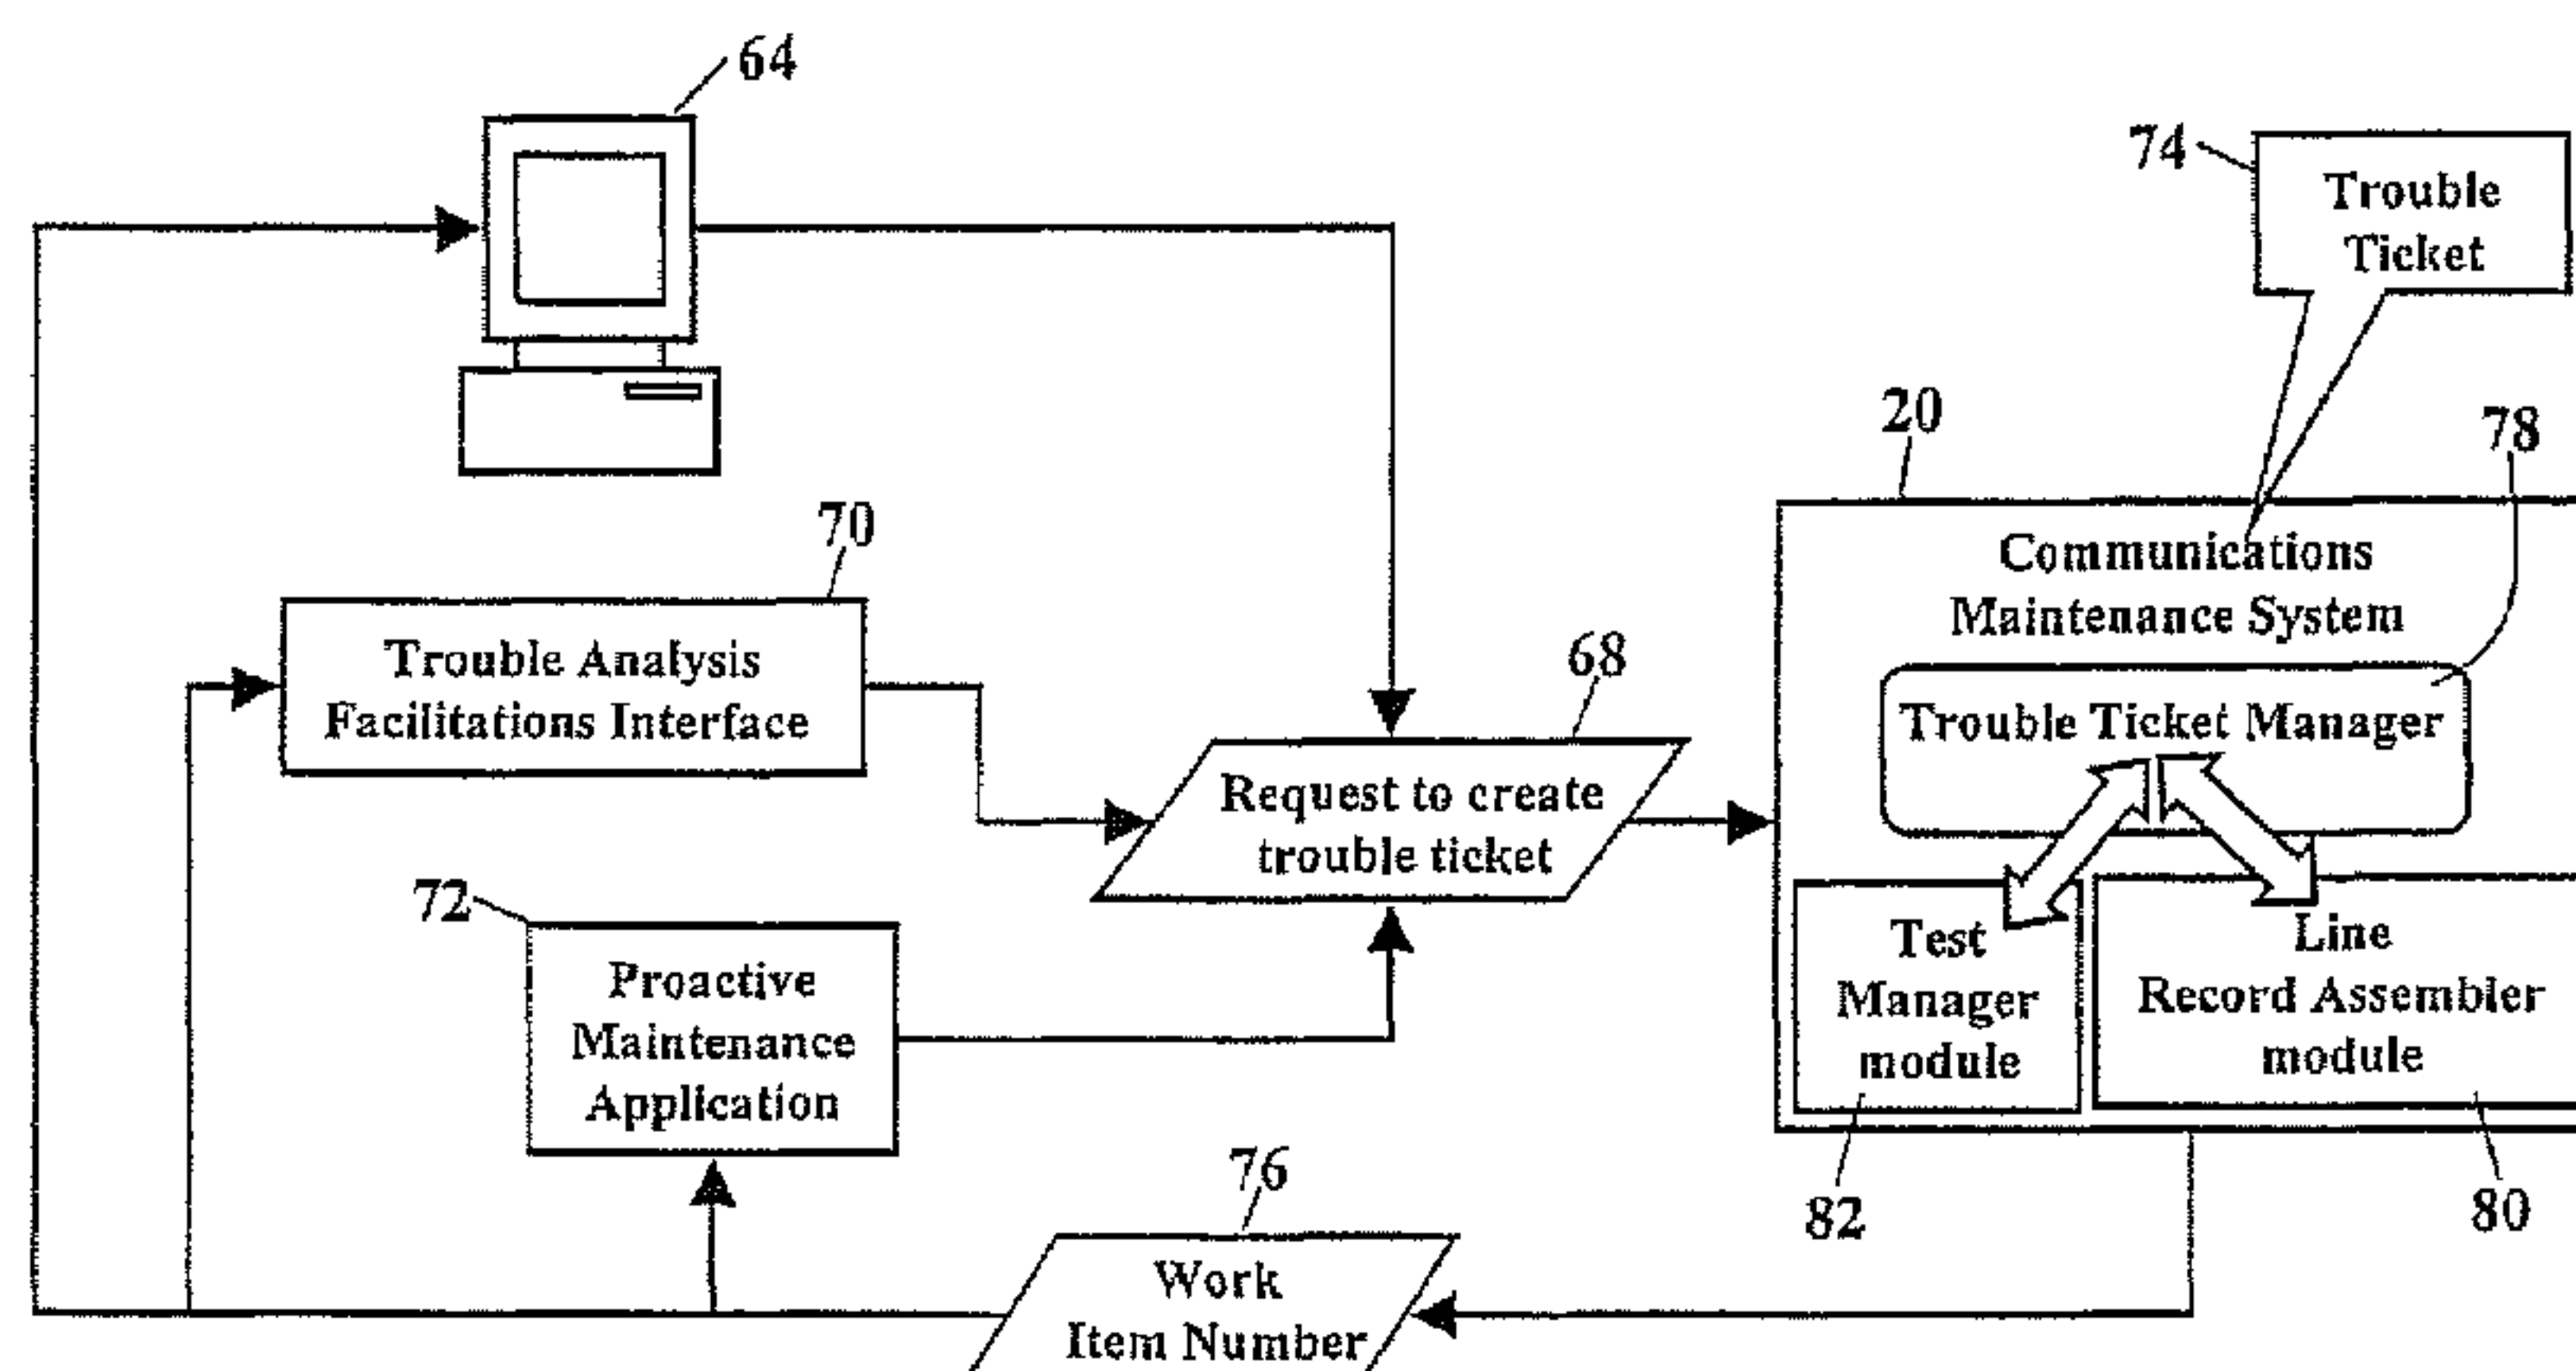 64
74
Trouble
Ticket
20
78
Communications
Maintenance System
70
Trouble Analysis
Facilitations Interface
68
Trouble Ticket Manager
Request to create
trouble ticket
72
Proactive
Maintenance
Application
Test
Manager
module
Line
Record Assembler
module
76
82
80
Work
Item Number